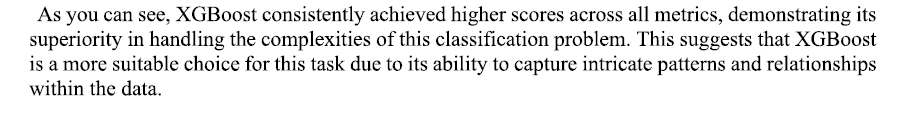 As you can see, XGBoost consistently achieved higher scores across all metrics, demonstrating its
superiority in handling the complexities of this classification problem. This suggests that XGBoost
is a more suitable choice for this task due to its ability to capture intricate patterns and relationships
within the data.